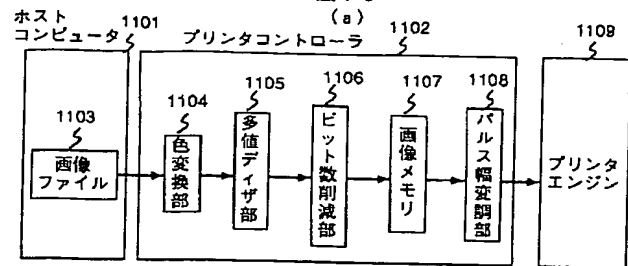 (a)
ホスト
コンピュータ
1101
プリンタコントローラ
1102
1109
1103
画像
ファイル
1104
色変換部
1105
多値ディザ部
1106
ビット数削減部
1107
画像メモリ
1108
パルス幅変調部
プリンタ
エンジン